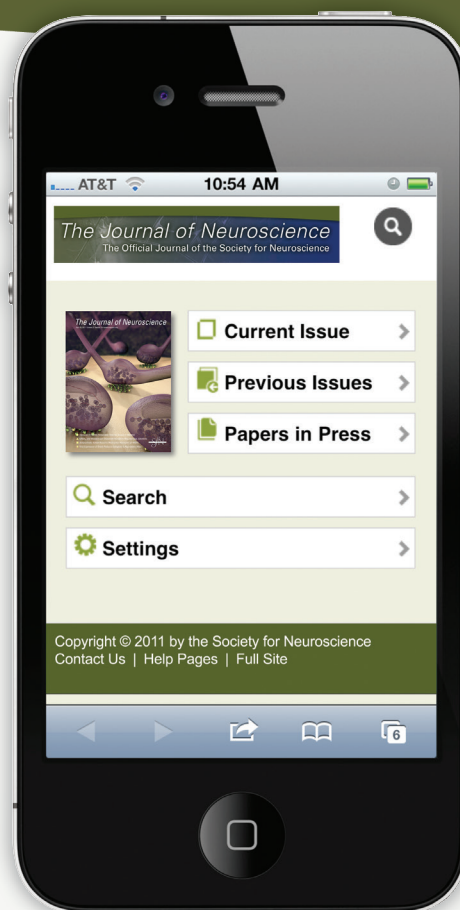 AT&T
10:54 AM
The Journal of Neuroscience
The Official Journal of the Society for Neuroscience
The Journal of Neuroscience
Current Issue
Previous Issues
Papers in Press
Search
Settings
Copyright © 2011 by the Society for Neuroscience
Contact Us | Help Pages | Full Site
6